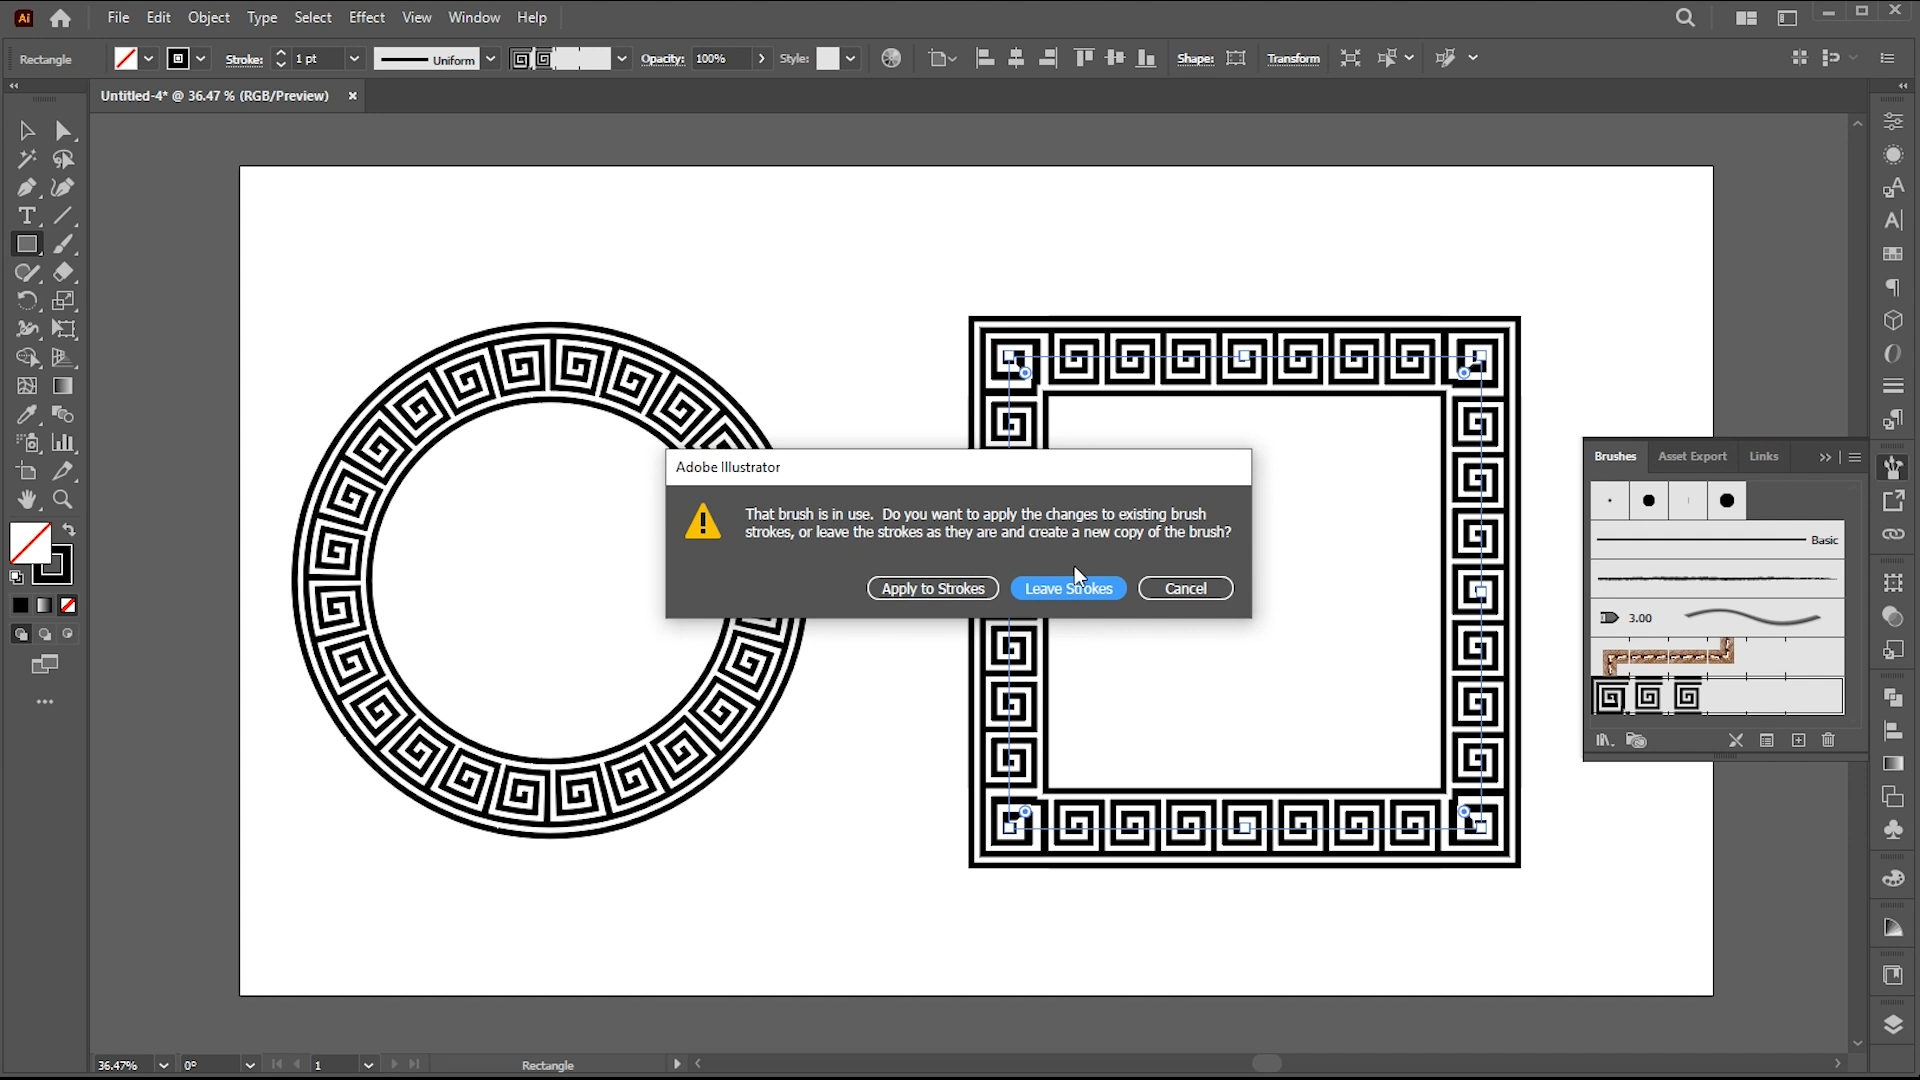 Ai File Edit Object Type Select Effect View Window Help
Rectangle Stroke: 1 pt Uniform Opacity: 100% Style: Shape: Transform
Untitled-4* @ 36.47 % (RGB/Preview)
Adobe Illustrator
That brush is in use. Do you want to apply the changes to existing brush
strokes, or leave the strokes as they are and create a new copy of the brush?
Apply to Strokes Leave Strokes Cancel
Brushes Asset Export Links
Basic
3.00
36.47% 0° 1 Rectangle